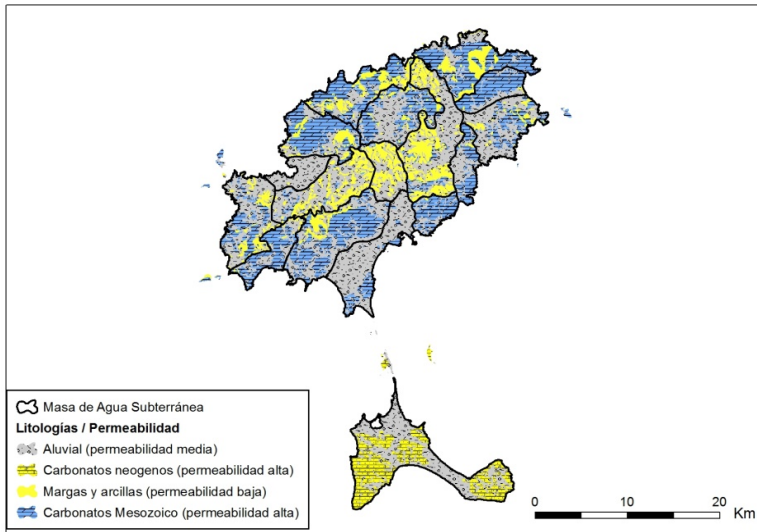 Masa de Agua Subterránea
Litologías / Permeabilidad
Aluvial (permeabilidad media)
Carbonatos neogenos (permeabilidad alta)
Margas y arcillas (permeabilidad baja)
Carbonatos Mesozoico (permeabilidad alta)
0 10 20 Km